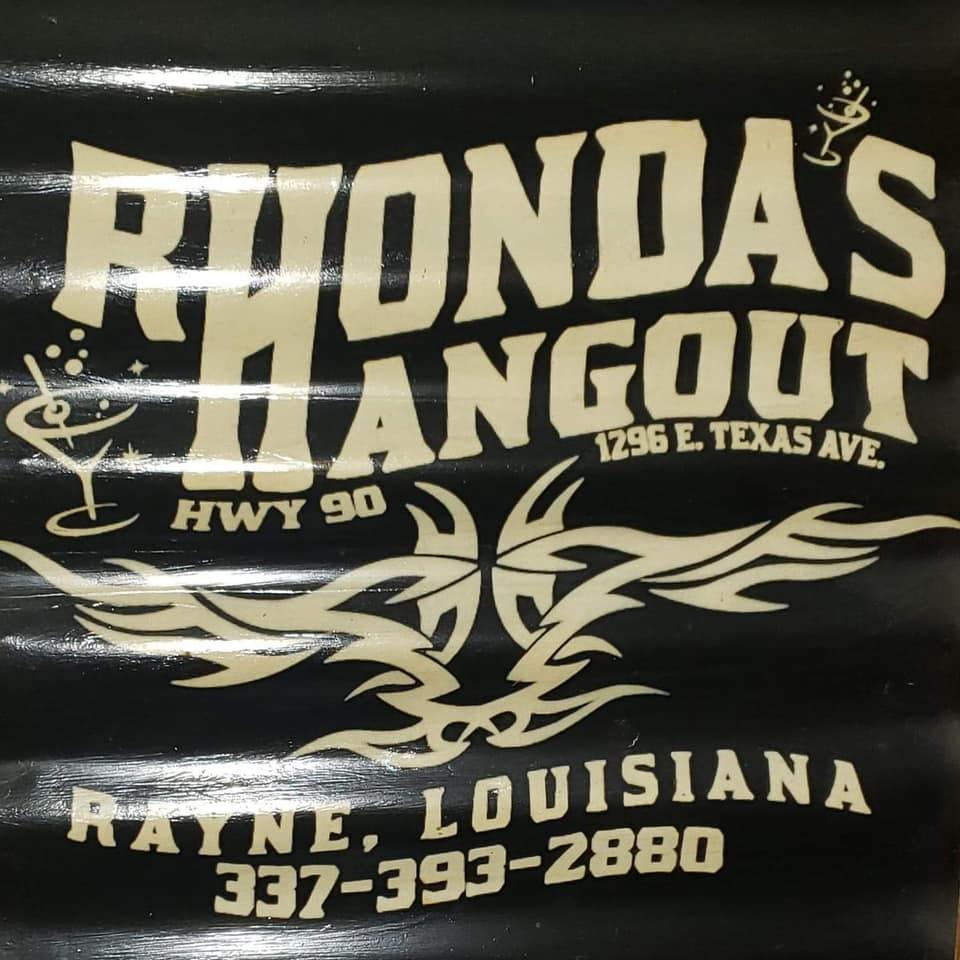 RHONDA'S
HANGOUT
1296 E. TEXAS AVE.
HWY 90
RAYNE, LOUISIANA
337-393-2880